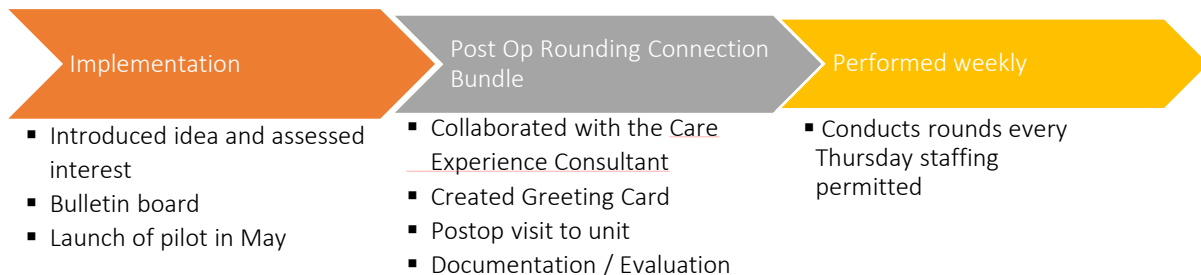 Implementation
▪ Introduced idea and assessed
interest
▪ Bulletin board
▪ Launch of pilot in May
Post Op Rounding Connection
Bundle
▪ Collaborated with the Care
Experience Consultant
▪ Created Greeting Card
▪ Postop visit to unit
▪ Documentation / Evaluation
Performed weekly
▪ Conducts rounds every
Thursday staffing
permitted